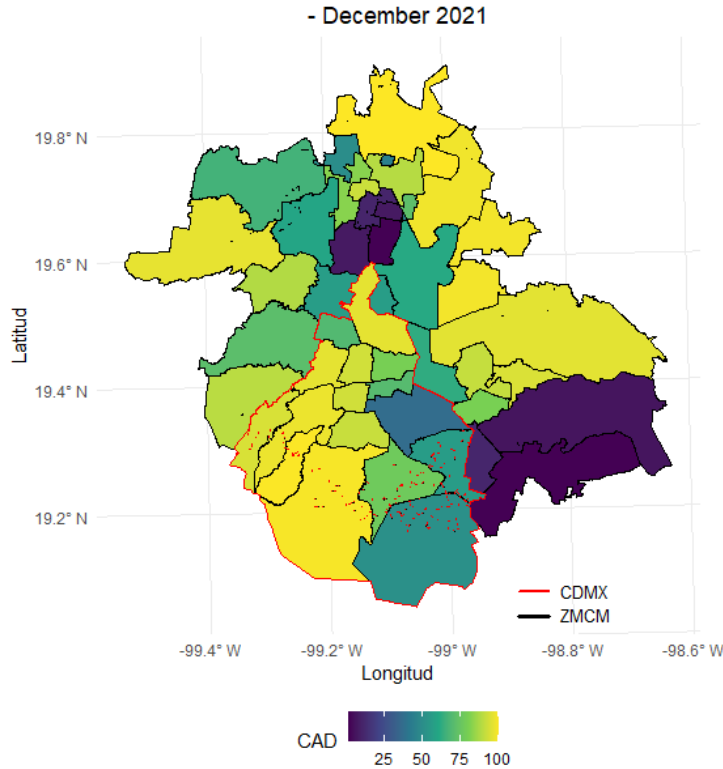 - December 2021
19.8° N
19.6° N
19.4° N
19.2° N
Latitud
CDMX
ZMCM
-99.4° W -99.2° W -99° W -98.8° W -98.6° W
Longitud
CAD
25 50 75 100